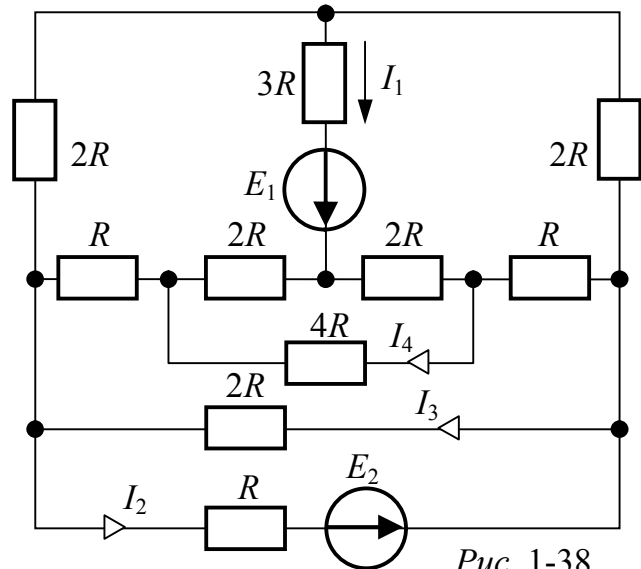 3R I₁
2R 2R
E₁
R 2R 2R R
4R I₄
2R I₃
I₂ R E₂
Рис. 1-38